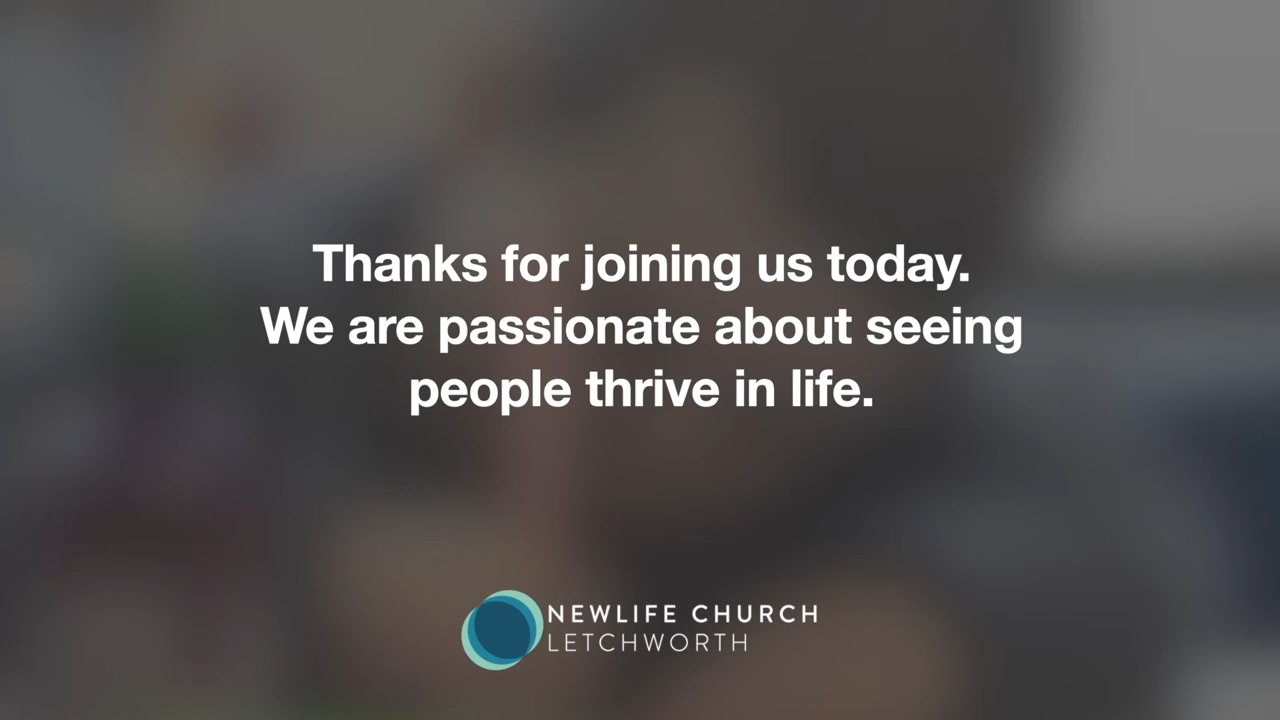 Thanks for joining us today.
We are passionate about seeing
people thrive in life.
NEWLIFE CHURCH
LETCHWORTH